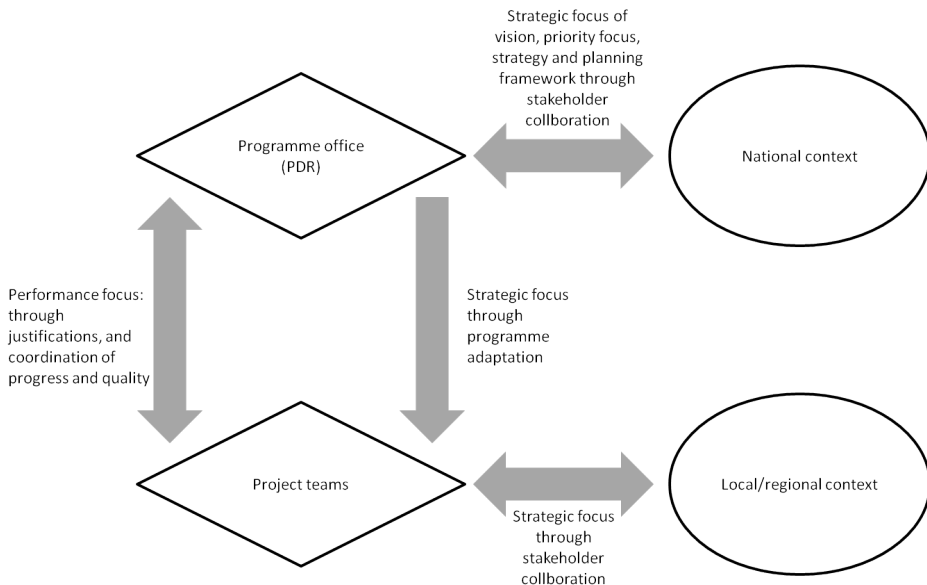 Strategic focus of
vision, priority focus,
strategy and planning
framework through
stakeholder
collboration
Programme office
(PDR)
National context
Performance focus:
through
justifications, and
coordination of
progress and quality
Strategic focus
through
programme
adaptation
Project teams
Local/regional context
Strategic focus
through
stakeholder
collboration